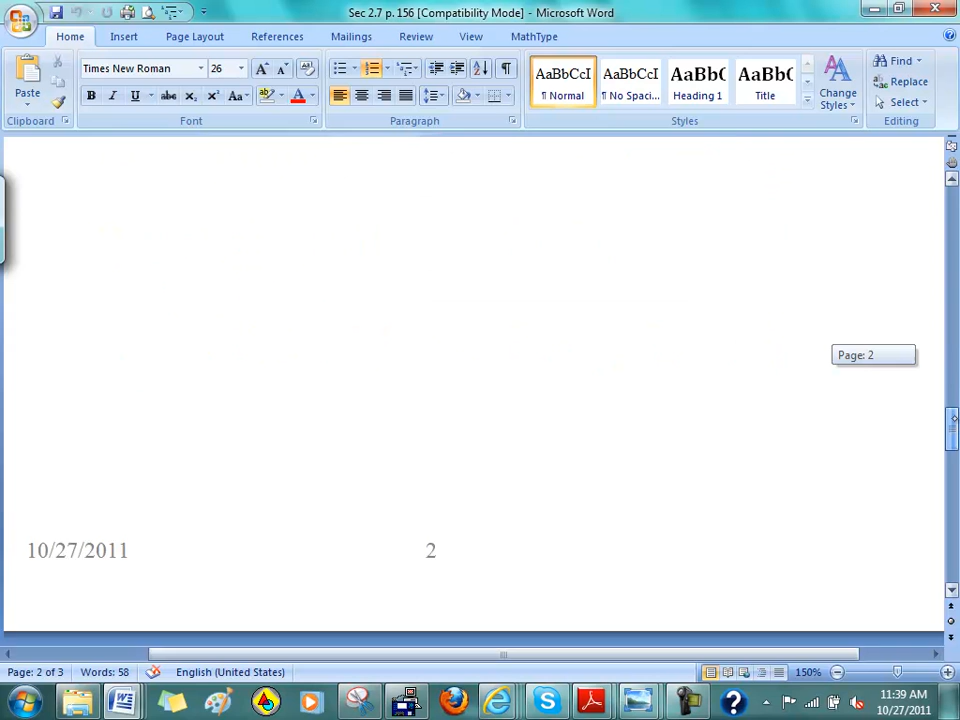 Sec 2.7 p. 156 [Compatibility Mode] - Microsoft Word
Home Insert Page Layout References Mailings Review View MathType
Times New Roman 26
Paste
AaBbCcI AaBbCcI AaBbC AaBbC
¶ Normal ¶ No Spaci... Heading 1 Title
Change Styles
Find
Replace
Select
Clipboard Font Paragraph Styles Editing
Page: 2
10/27/2011 2
Page: 2 of 3 Words: 58 English (United States) 150%
11:39 AM
10/27/2011